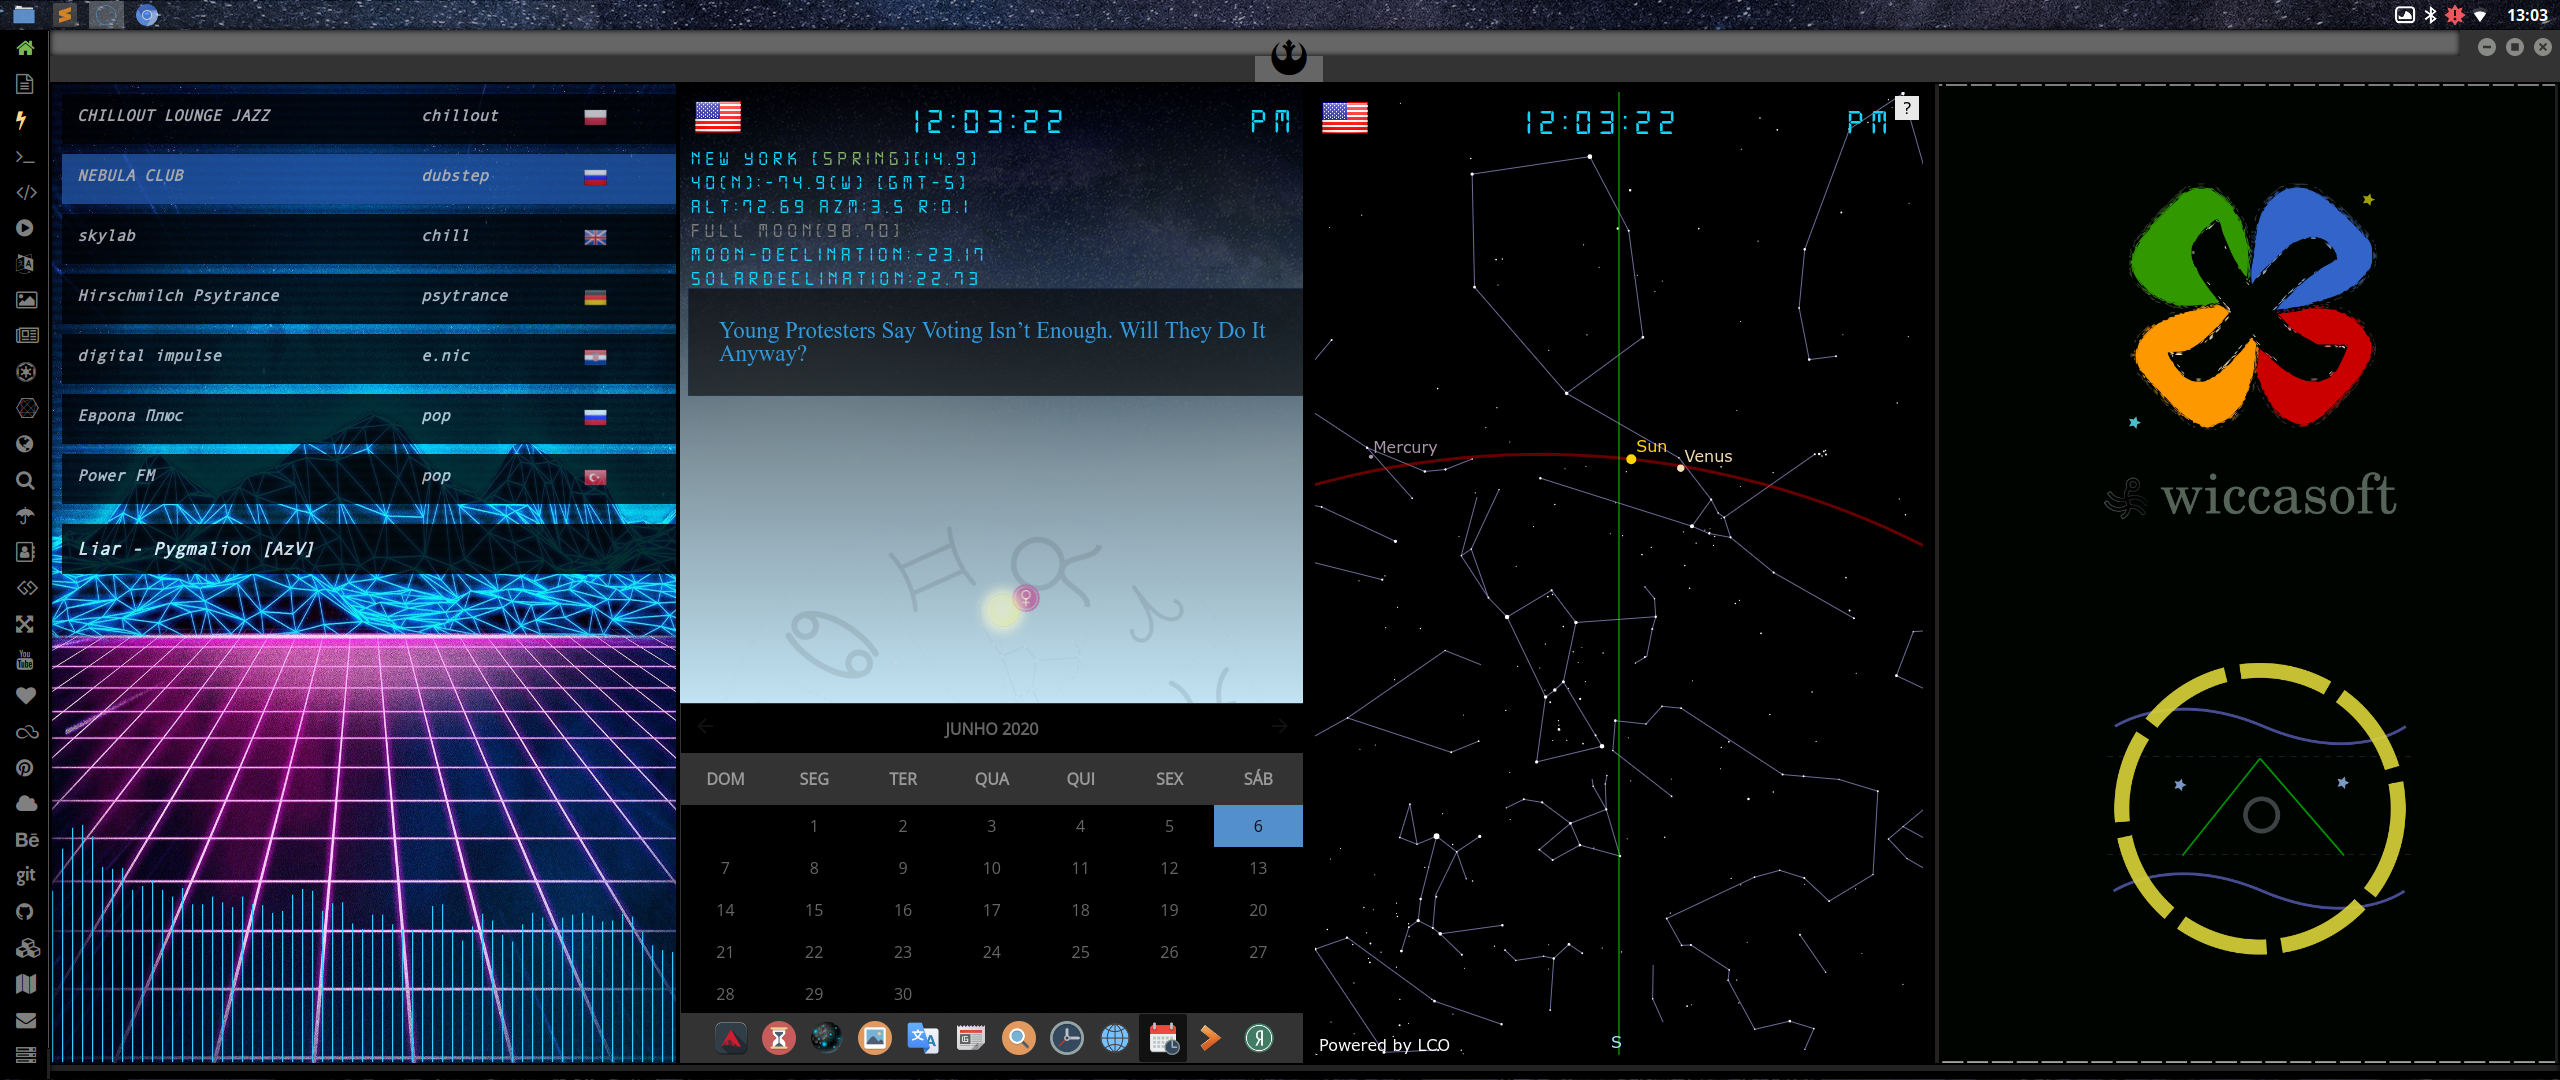 13:03
CHILLOUT LOUNGE JAZZ chillout
NEBULA CLUB dubstep
skylab chill
Hirschmilch Psytrance psytrance
digital impulse e.nic
Европа Плюс pop
Power FM pop
Liar - Pygmalion [AzV]
You
Tube
Bē
git
12:03:22 PM
NEW YORK [SPRING][14.9]
40(N):-74.9(W) [GMT-5]
ALT:72.69 AZM:3.5 R:0.1
FULL MOON[98.70]
MOON-DECLINATION:-23.17
SOLARDECLINATION:22.73
Young Protesters Say Voting Isn’t Enough. Will They Do It
Anyway?
JUNHO 2020
DOM SEG TER QUA QUI SEX SÁB
1 2 3 4 5 6
7 8 9 10 11 12 13
14 15 16 17 18 19 20
21 22 23 24 25 26 27
28 29 30
12:03:22 PM
?
Mercury
Sun
Venus
S
Powered by LCO
wiccasoft